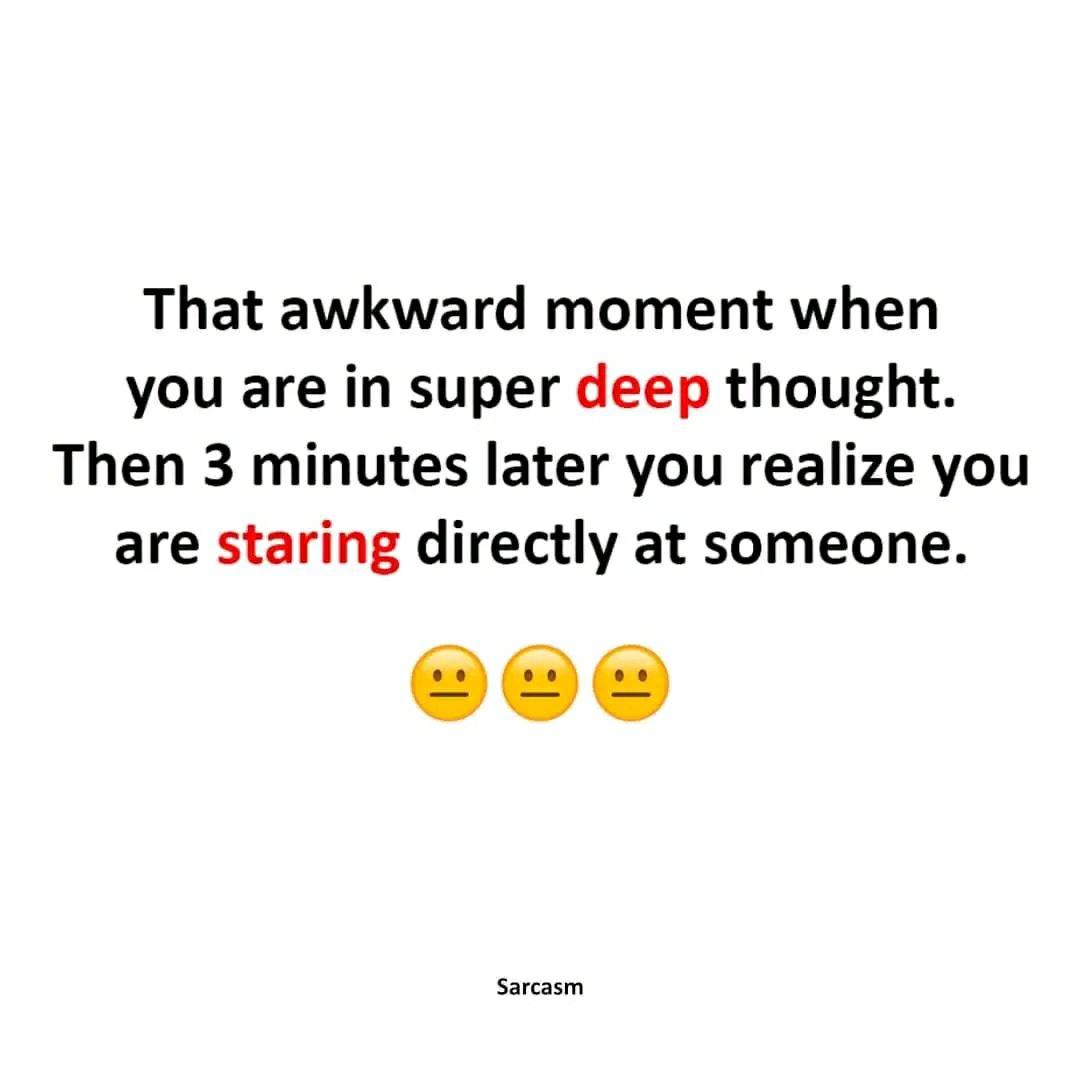 That awkward moment when
you are in super deep thought.
Then 3 minutes later you realize you
are staring directly at someone.
😐😐😐
Sarcasm